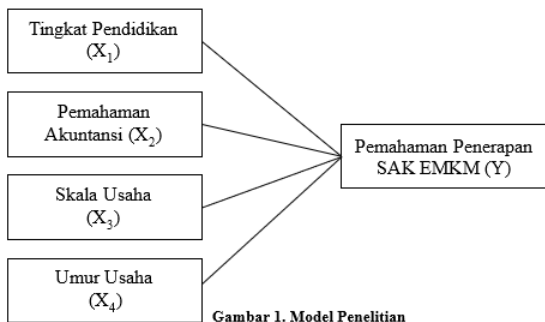 Tingkat Pendidikan
(X₁)
Pemahaman
Akuntansi (X₂)
Skala Usaha
(X₃)
Umur Usaha
(X₄)
Pemahaman Penerapan
SAK EMKM (Y)
Gambar 1. Model Penelitian